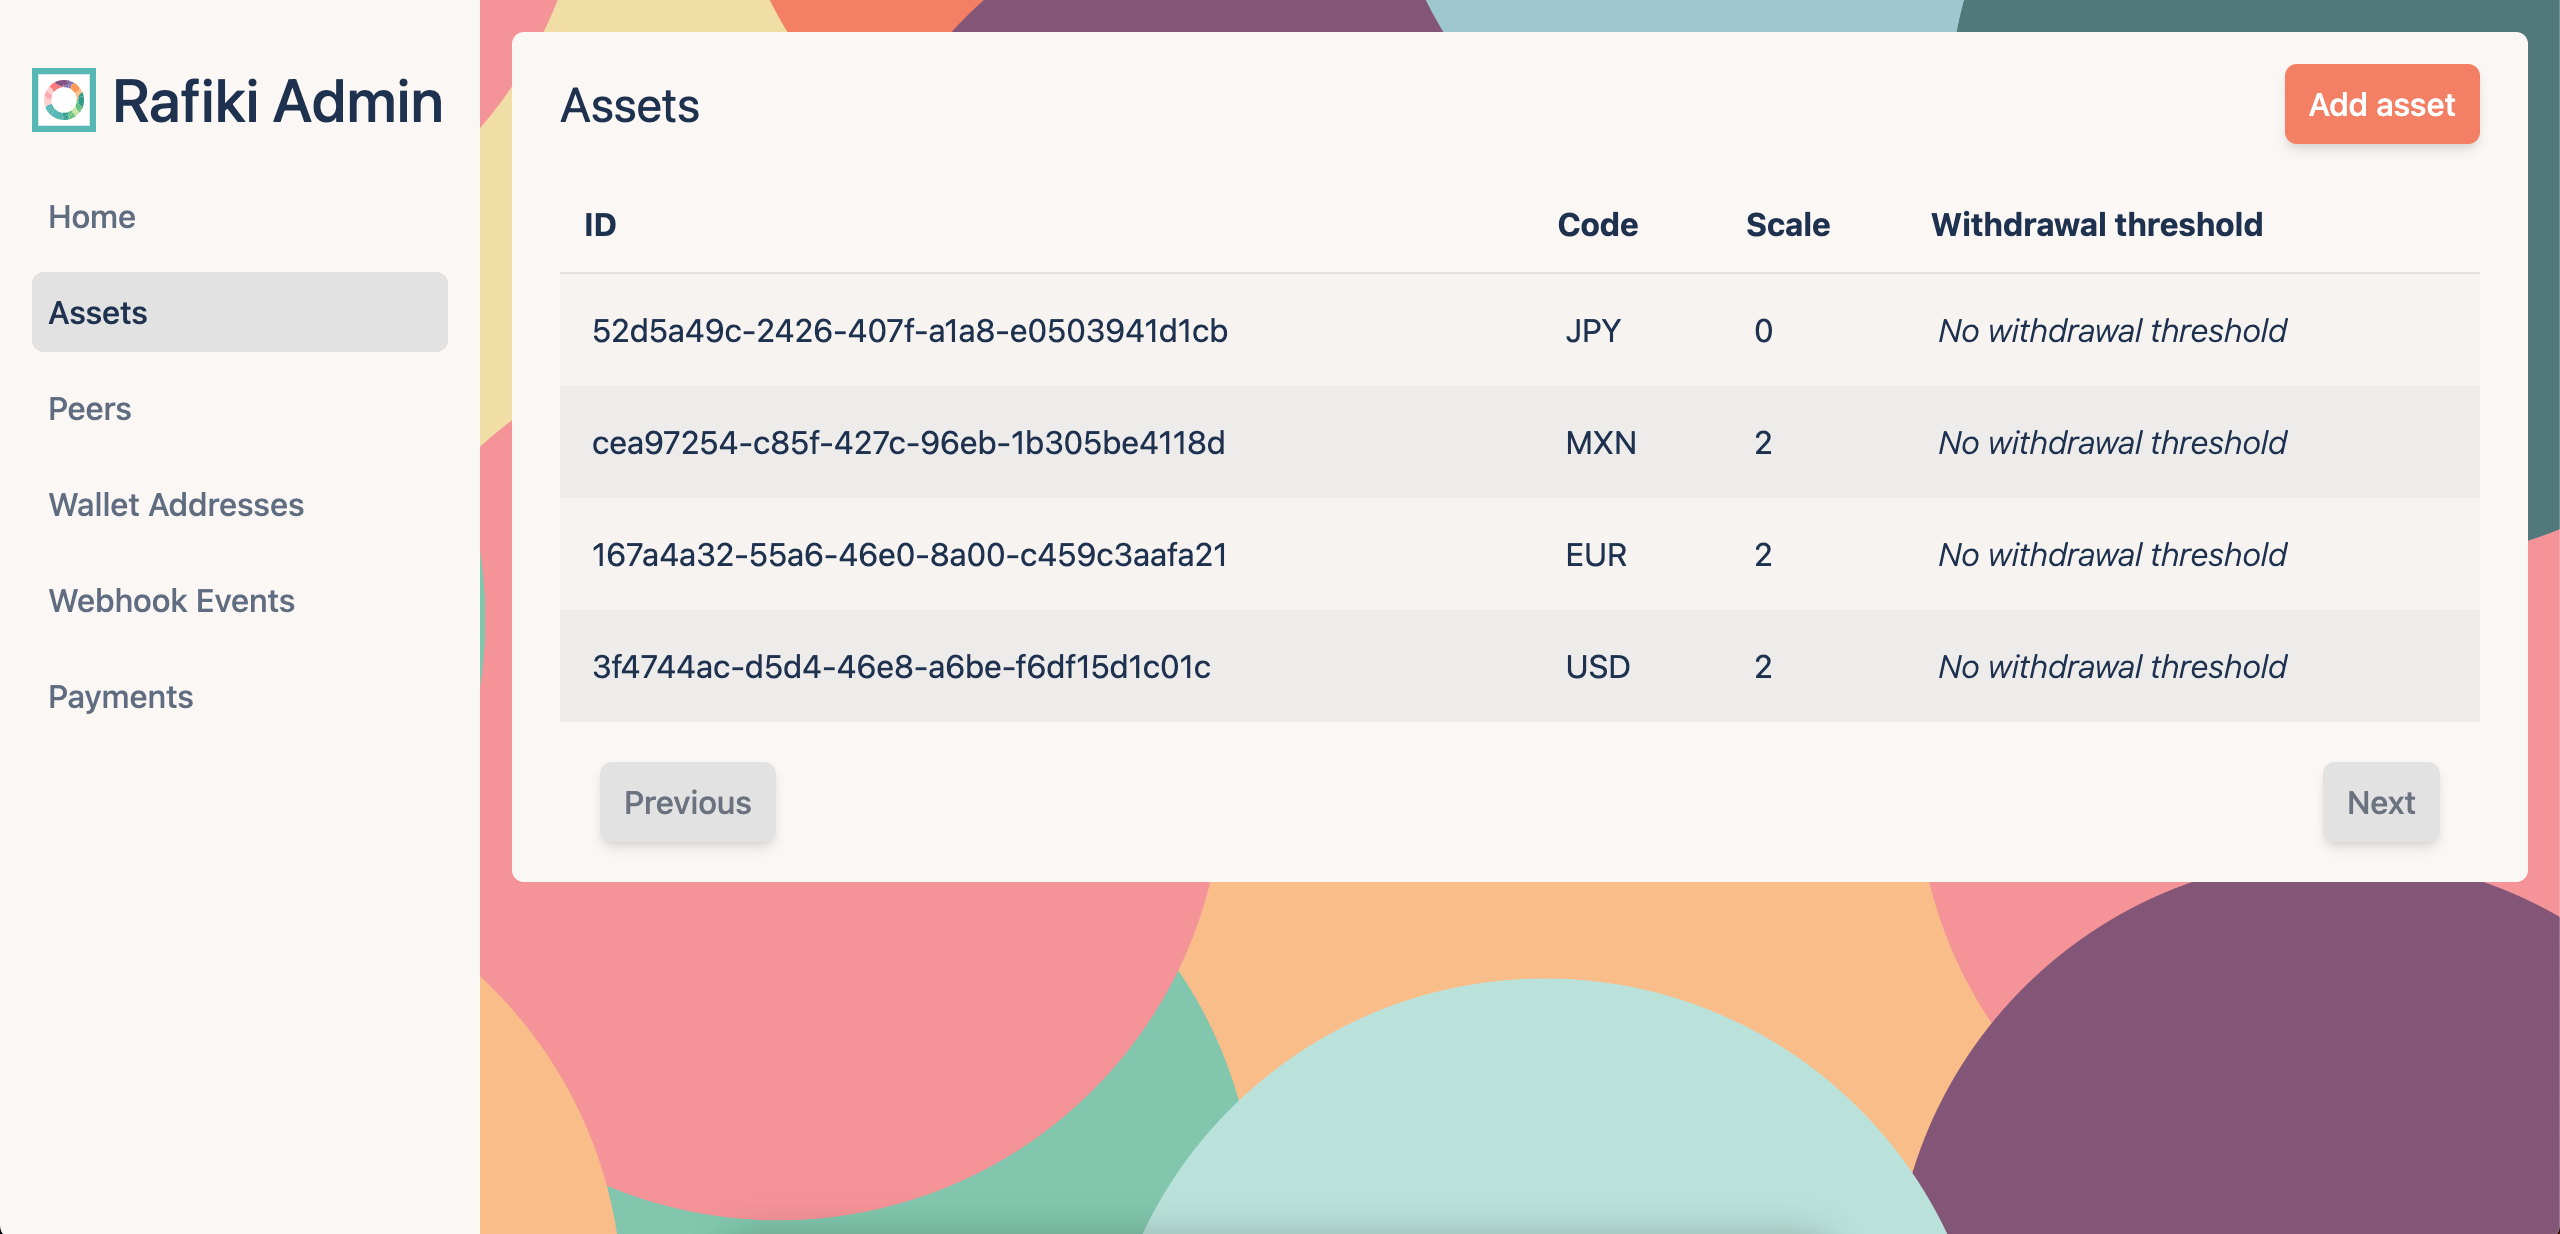 Rafiki Admin
Home
Assets
Peers
Wallet Addresses
Webhook Events
Payments
Assets
Add asset
ID Code Scale Withdrawal threshold
52d5a49c-2426-407f-a1a8-e0503941d1cb JPY 0 No withdrawal threshold
cea97254-c85f-427c-96eb-1b305be4118d MXN 2 No withdrawal threshold
167a4a32-55a6-46e0-8a00-c459c3aafa21 EUR 2 No withdrawal threshold
3f4744ac-d5d4-46e8-a6be-f6df15d1c01c USD 2 No withdrawal threshold
Previous Next